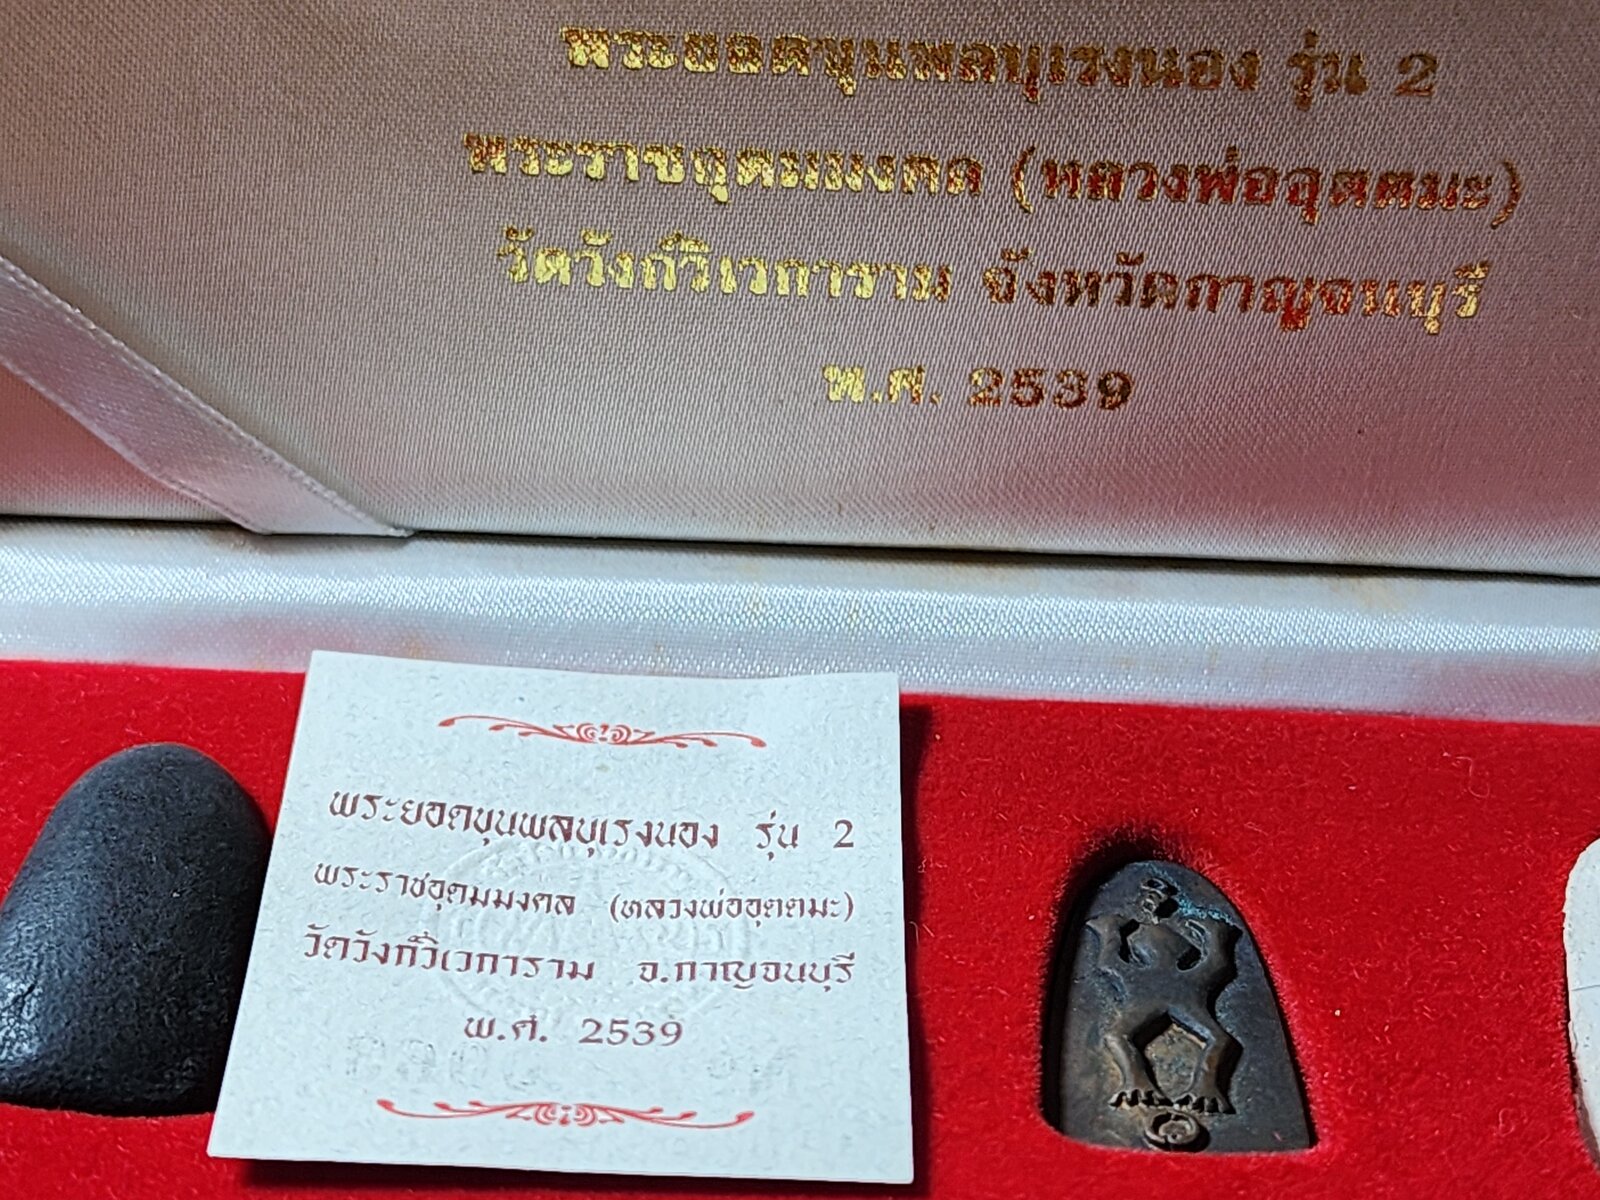 พระยอดขุนพลบุเรงนอง รุ่น 2
พระราชอุดมมงคล (หลวงพ่ออุตตมะ)
วัดวังก์วิเวการาม จังหวัดกาญจนบุรี
พ.ศ. 2539
พระยอดขุนพลบุเรงนอง รุ่น 2
พระราชอุดมมงคล (หลวงพ่ออุตตมะ)
วัดวังก์วิเวการาม จ.กาญจนบุรี
พ.ศ. 2539